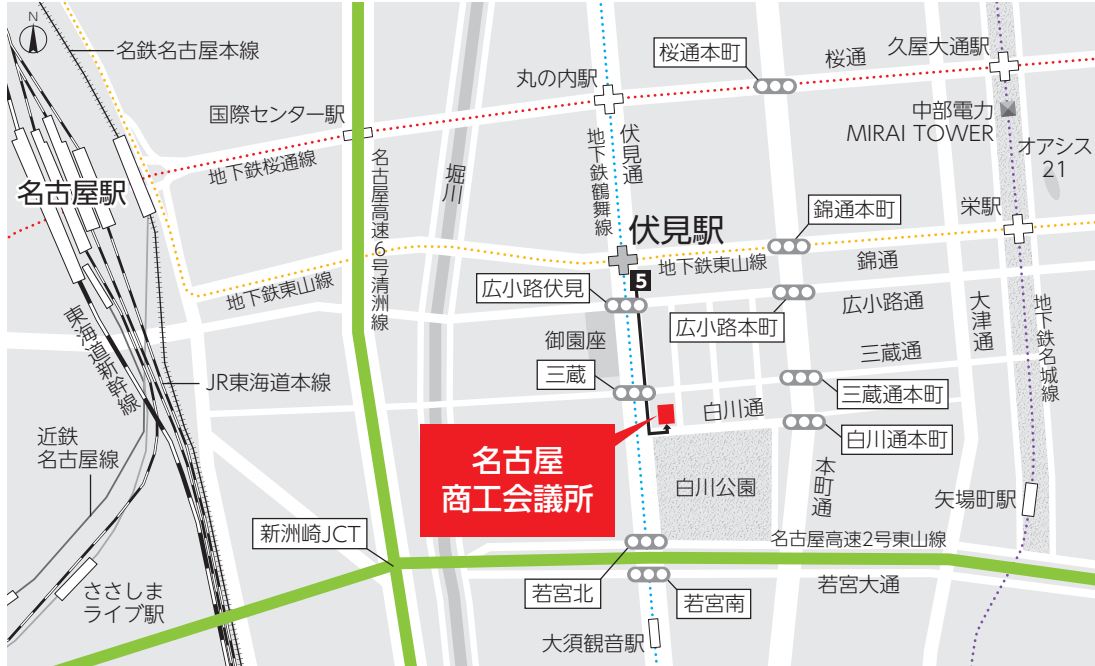 N
名鉄名古屋本線
国際センター駅
丸の内駅
桜通本町
桜通
久屋大通駅
中部電力
MIRAI TOWER
オアシス
21
名古屋駅
地下鉄桜通線
名古屋高速6号清洲線
堀川
地下鉄鶴舞線
伏見通
伏見駅
5
錦通本町
栄駅
地下鉄東山線
地下鉄東山線
錦通
広小路伏見
広小路本町
広小路通
大津通
地下鉄名城線
東海道新幹線
JR東海道本線
御園座
三蔵
三蔵通
三蔵通本町
白川通
白川通本町
近鉄
名古屋線
名古屋
商工会議所
白川公園
本町通
矢場町駅
新洲崎JCT
名古屋高速2号東山線
ささしま
ライブ駅
若宮北
若宮南
若宮大通
大須観音駅